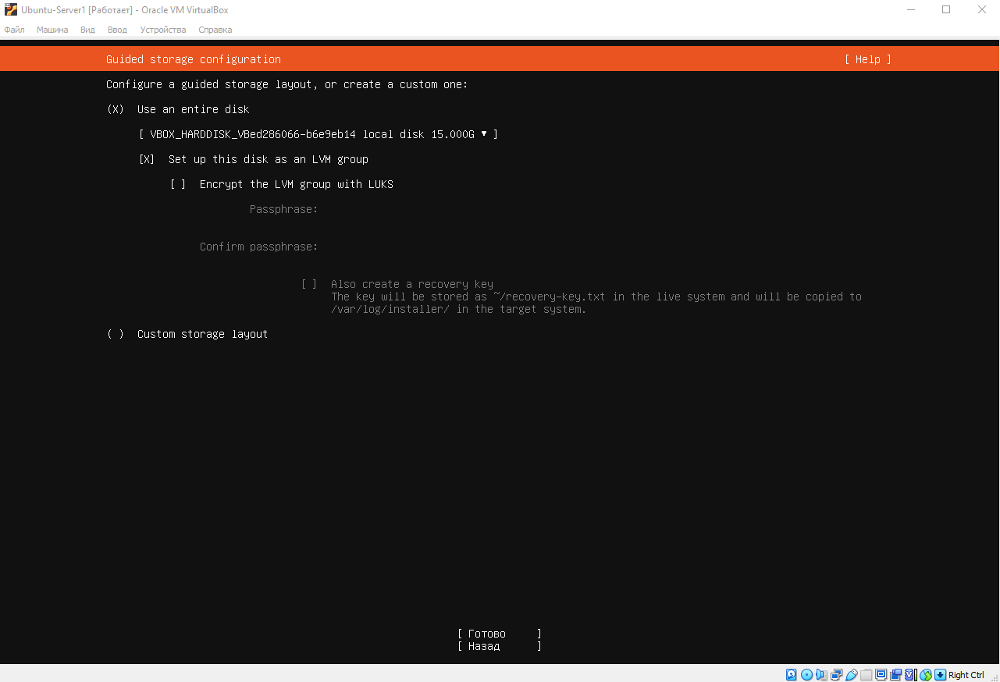 Ubuntu-Server1 [Работает] - Oracle VM VirtualBox
Файл Машина Вид Ввод Устройства Справка
Guided storage configuration [ Help ]
Configure a guided storage layout, or create a custom one:
(X) Use an entire disk
[ VBOX_HARDDISK_VBed286066-b6e9eb14 local disk 15.000G ▾ ]
[X] Set up this disk as an LVM group
[ ] Encrypt the LVM group with LUKS
Passphrase:
Confirm passphrase:
[ ] Also create a recovery key
The key will be stored as ~/recovery-key.txt in the live system and will be copied to
/var/log/installer/ in the target system.
( ) Custom storage layout
[ Готово ]
[ Назад ]
Right Ctrl